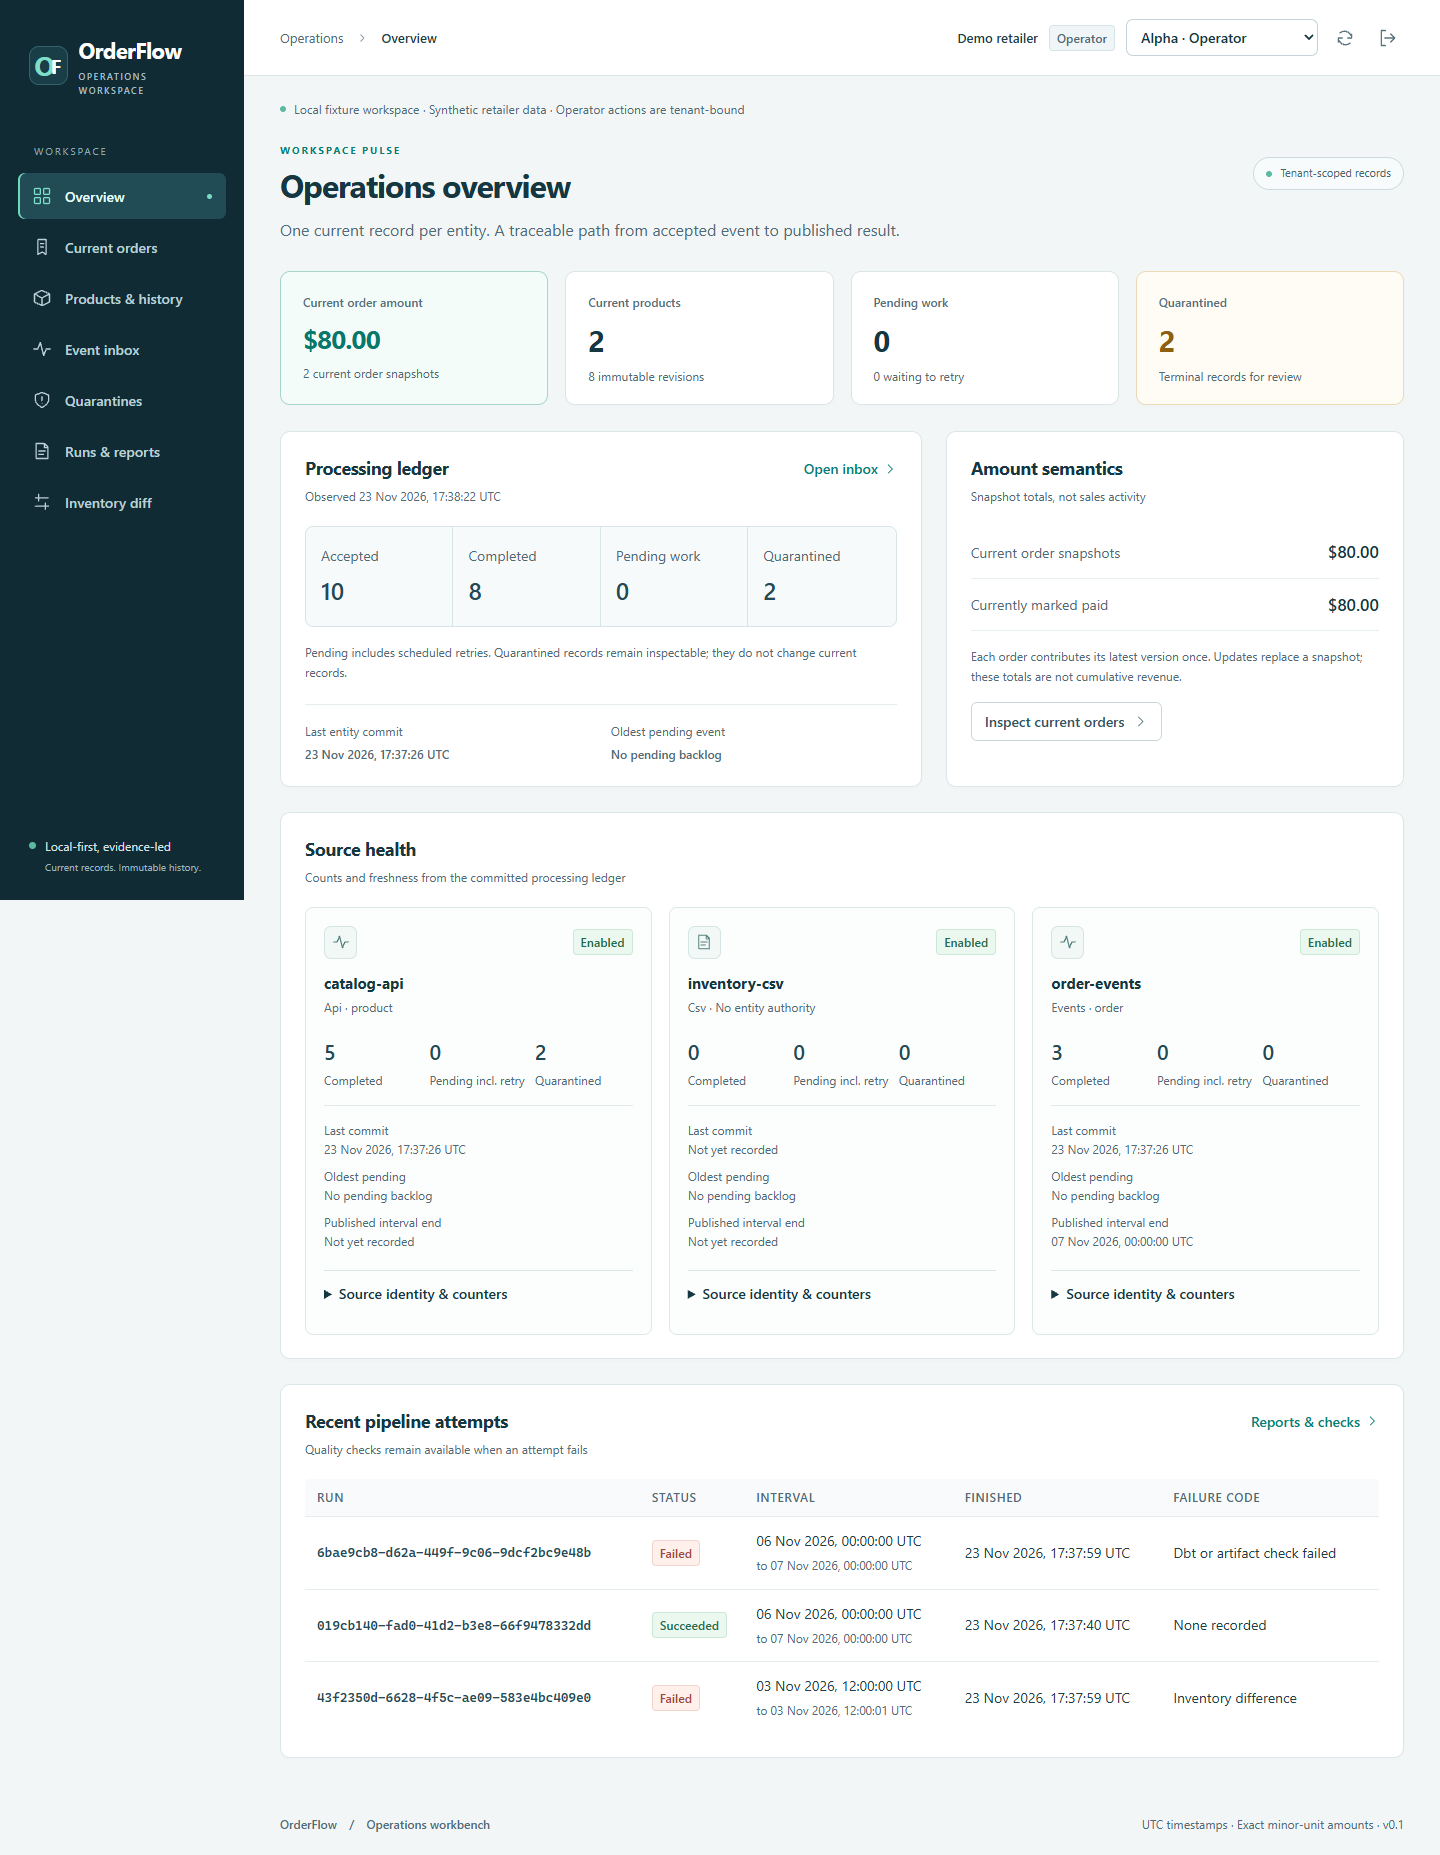 OF
OrderFlow
OPERATIONS
WORKSPACE
WORKSPACE
Overview
Current orders
Products & history
Event inbox
Quarantines
Runs & reports
Inventory diff
Local-first, evidence-led
Current records. Immutable history.
Operations > Overview
Demo retailer Operator Alpha · Operator
Local fixture workspace · Synthetic retailer data · Operator actions are tenant-bound
WORKSPACE PULSE
Operations overview
Tenant-scoped records
One current record per entity. A traceable path from accepted event to published result.
Current order amount
$80.00
2 current order snapshots
Current products
2
8 immutable revisions
Pending work
0
0 waiting to retry
Quarantined
2
Terminal records for review
Processing ledger
Open inbox
Observed 23 Nov 2026, 17:38:22 UTC
Accepted Completed Pending work Quarantined
10 8 0 2
Pending includes scheduled retries. Quarantined records remain inspectable; they do not change current
records.
Last entity commit Oldest pending event
23 Nov 2026, 17:37:26 UTC No pending backlog
Amount semantics
Snapshot totals, not sales activity
Current order snapshots $80.00
Currently marked paid $80.00
Each order contributes its latest version once. Updates replace a snapshot;
these totals are not cumulative revenue.
Inspect current orders
Source health
Counts and freshness from the committed processing ledger
Enabled
catalog-api
Api · product
5 0 2
Completed Pending incl. retry Quarantined
Last commit
23 Nov 2026, 17:37:26 UTC
Oldest pending
No pending backlog
Published interval end
Not yet recorded
Source identity & counters
Enabled
inventory-csv
Csv · No entity authority
0 0 0
Completed Pending incl. retry Quarantined
Last commit
Not yet recorded
Oldest pending
No pending backlog
Published interval end
Not yet recorded
Source identity & counters
Enabled
order-events
Events · order
3 0 0
Completed Pending incl. retry Quarantined
Last commit
23 Nov 2026, 17:37:26 UTC
Oldest pending
No pending backlog
Published interval end
07 Nov 2026, 00:00:00 UTC
Source identity & counters
Recent pipeline attempts
Reports & checks
Quality checks remain available when an attempt fails
RUN STATUS INTERVAL FINISHED FAILURE CODE
6bae9cb8-d62a-449f-9c06-9dcf2bc9e48b Failed 06 Nov 2026, 00:00:00 UTC 23 Nov 2026, 17:37:59 UTC Dbt or artifact check failed
to 07 Nov 2026, 00:00:00 UTC
019cb140-fad0-41d2-b3e8-66f9478332dd Succeeded 06 Nov 2026, 00:00:00 UTC 23 Nov 2026, 17:37:40 UTC None recorded
to 07 Nov 2026, 00:00:00 UTC
43f2350d-6628-4f5c-ae09-583e4bc409e0 Failed 03 Nov 2026, 12:00:00 UTC 23 Nov 2026, 17:37:59 UTC Inventory difference
to 03 Nov 2026, 12:00:01 UTC
OrderFlow / Operations workbench
UTC timestamps · Exact minor-unit amounts · v0.1